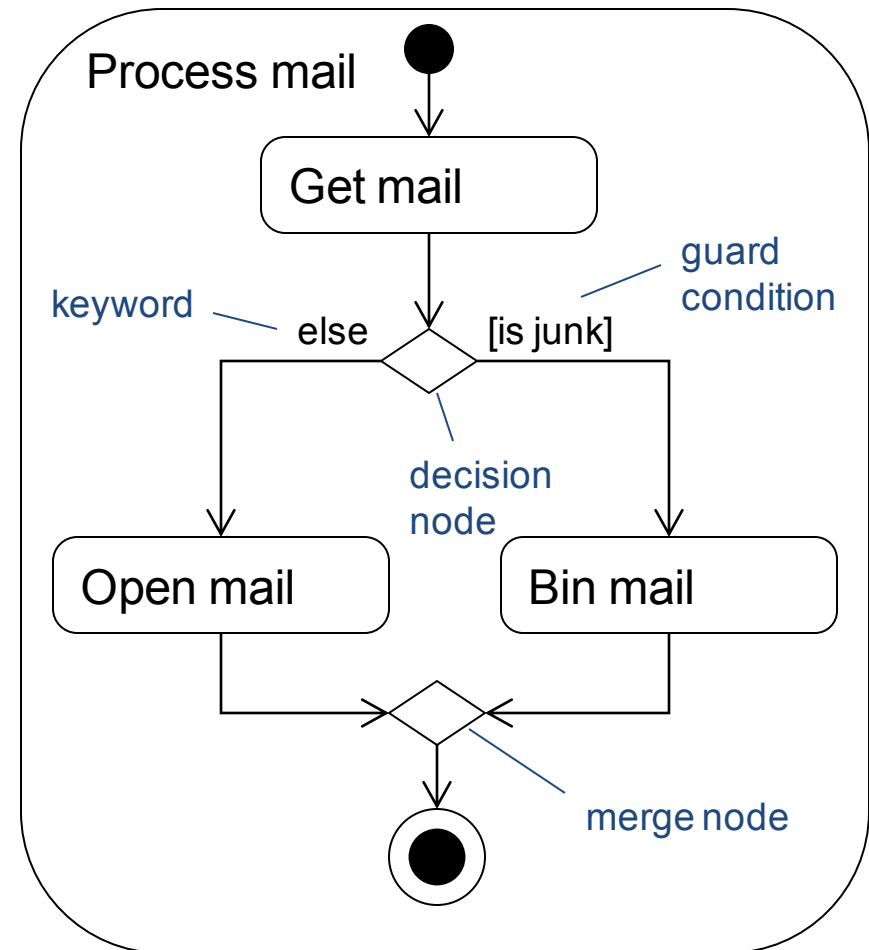 Process mail
Get mail
guard
condition
keyword
else
[is junk]
decision
node
Open mail
Bin mail
merge node